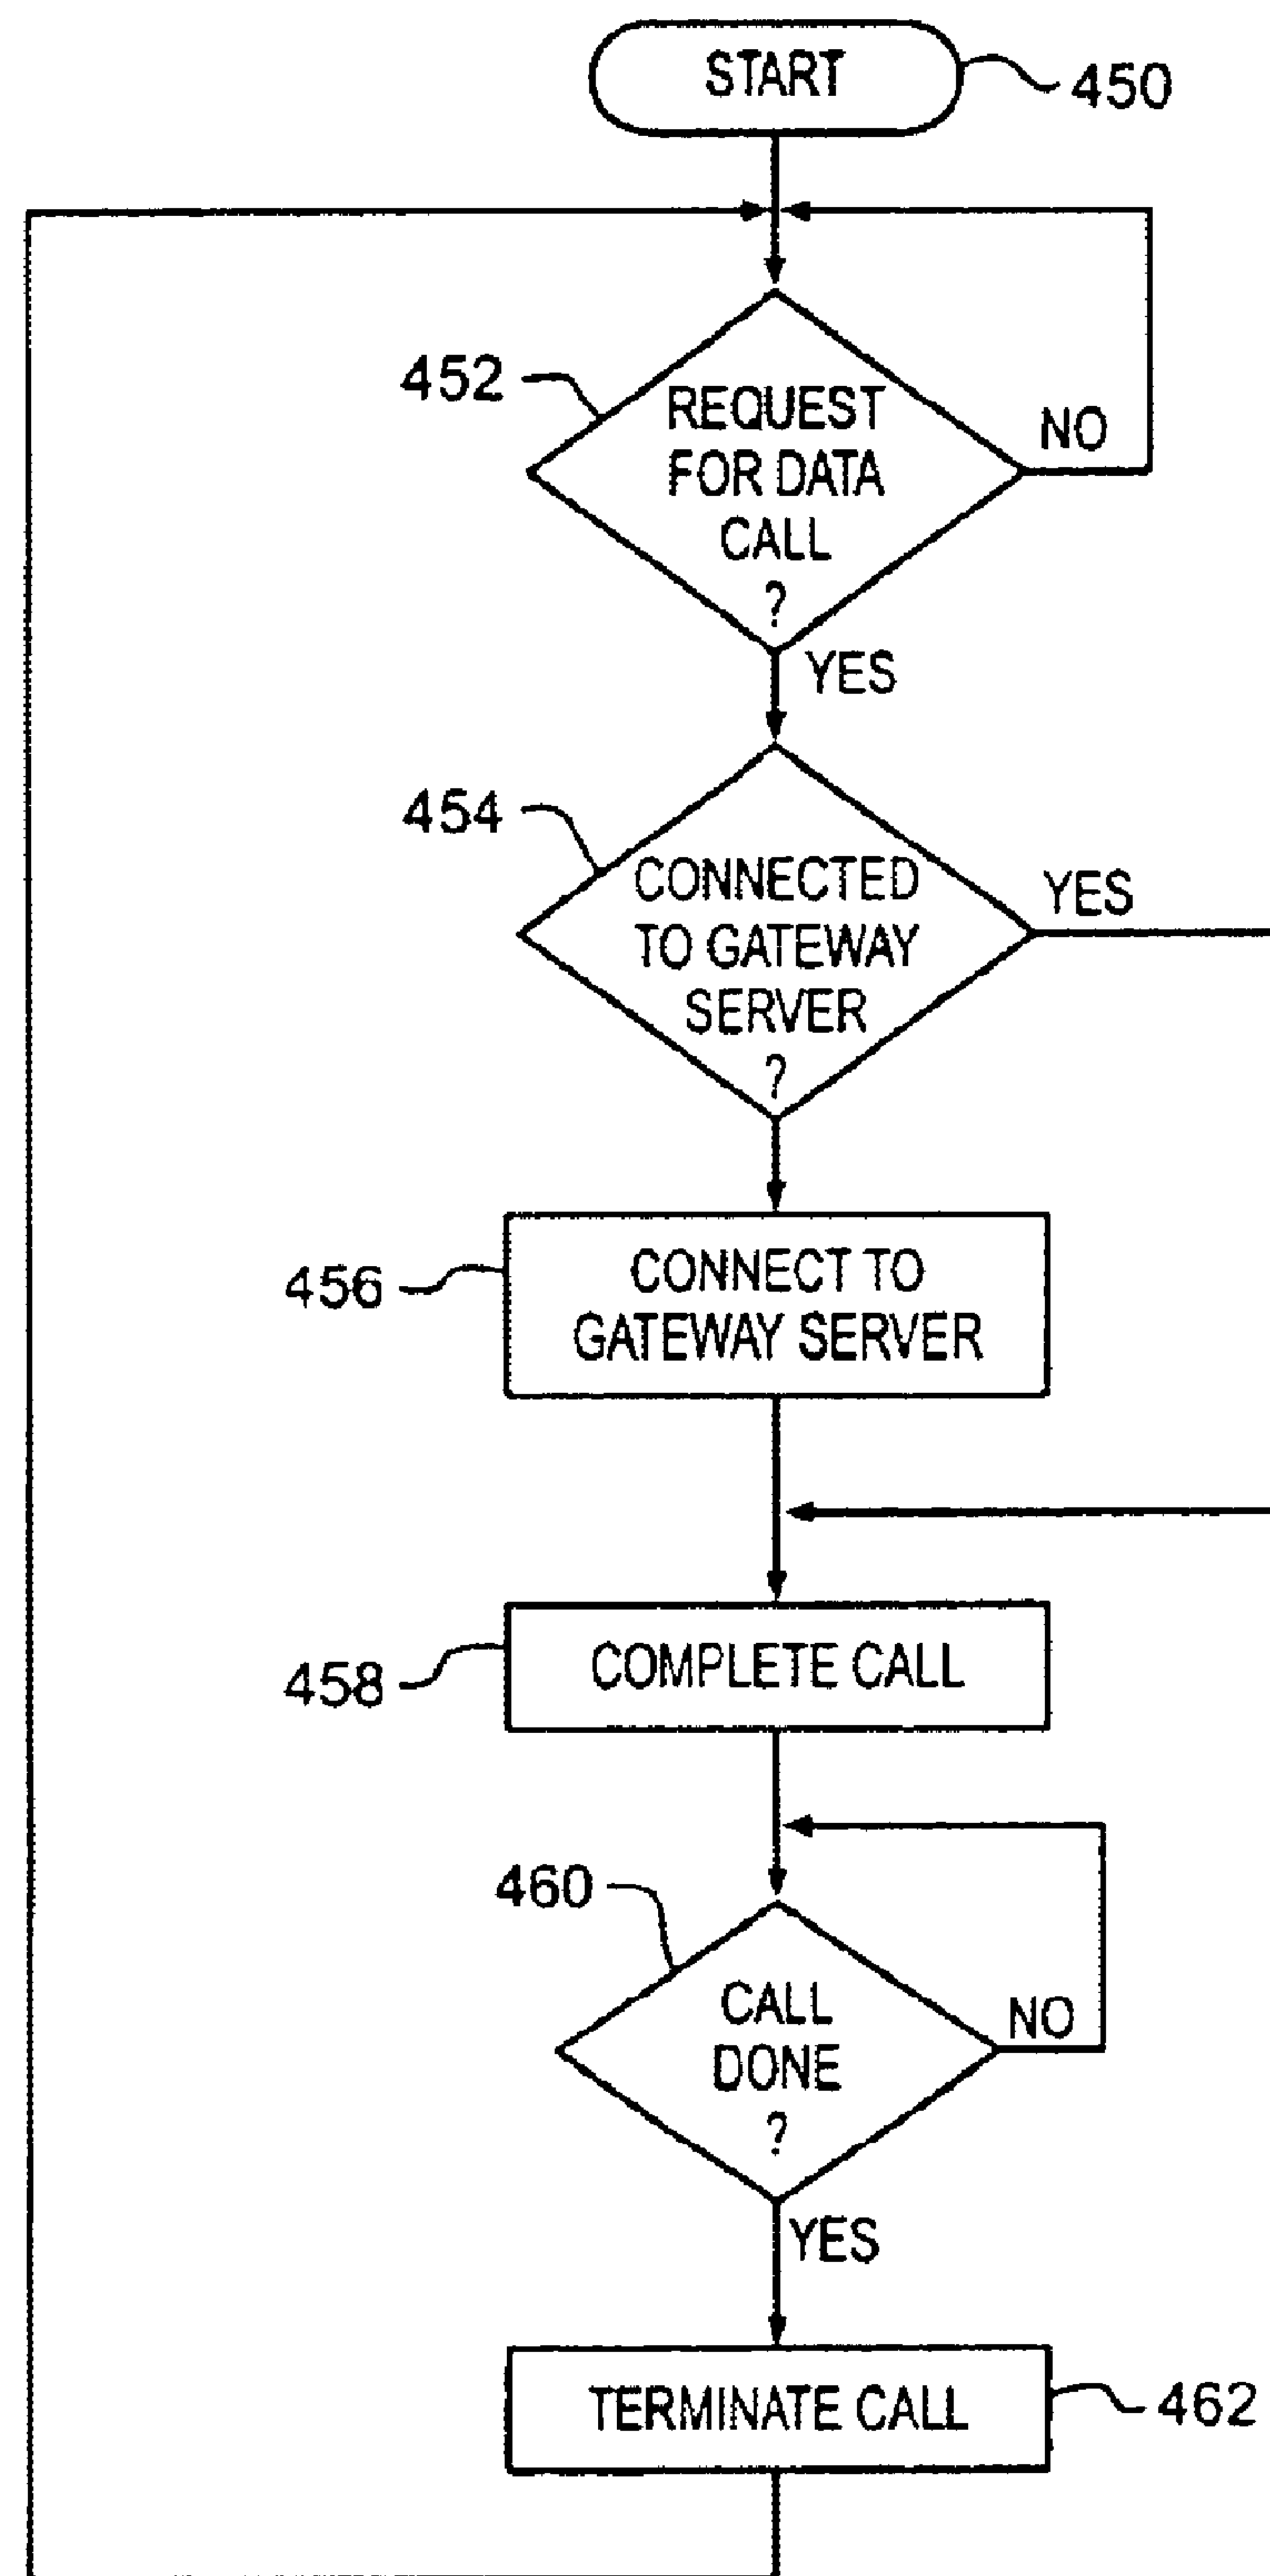 START
450
452
REQUEST
FOR DATA
CALL
?
NO
YES
454
CONNECTED
TO GATEWAY
SERVER
?
YES
456
CONNECT TO
GATEWAY SERVER
458
COMPLETE CALL
460
CALL
DONE
?
NO
YES
TERMINATE CALL
462